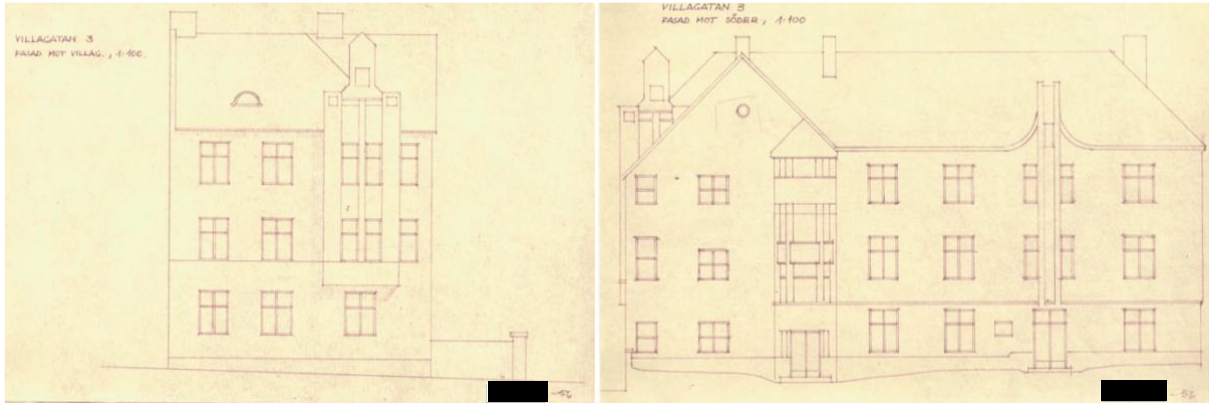 VILLAGATAN 3
FASAD MOT VILLAG., 1:100.
VILLAGATAN 3
FASAD MOT SÖDER, 1:100